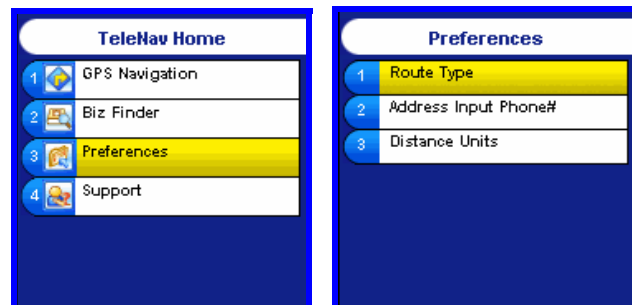 TeleNav Home
1 GPS Navigation
2 Biz Finder
3 Preferences
4 Support
Preferences
1 Route Type
2 Address Input Phone#
3 Distance Units